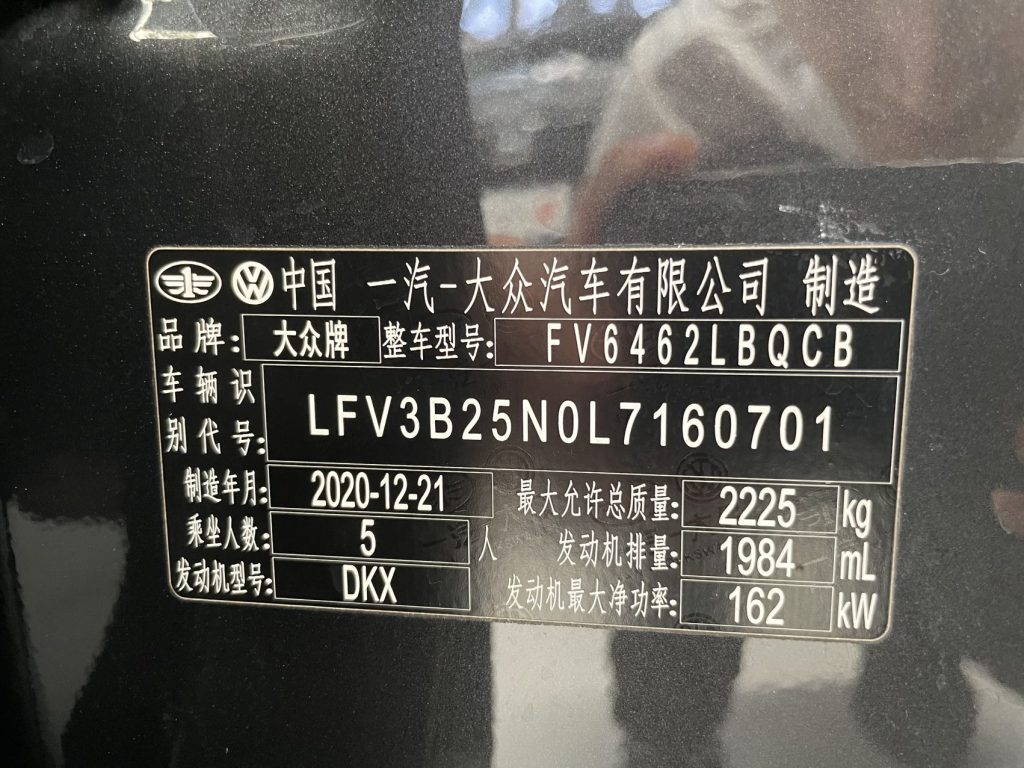 中国 一汽-大众汽车有限公司 制造
品牌: 大众牌 整车型号: FV6462LBQCB
车辆识
别代号: LFV3B25N0L7160701
制造年月: 2020-12-21 最大允许总质量: 2225 kg
乘坐人数: 5 人 发动机排量: 1984 mL
发动机型号: DKX 发动机最大净功率: 162 kW